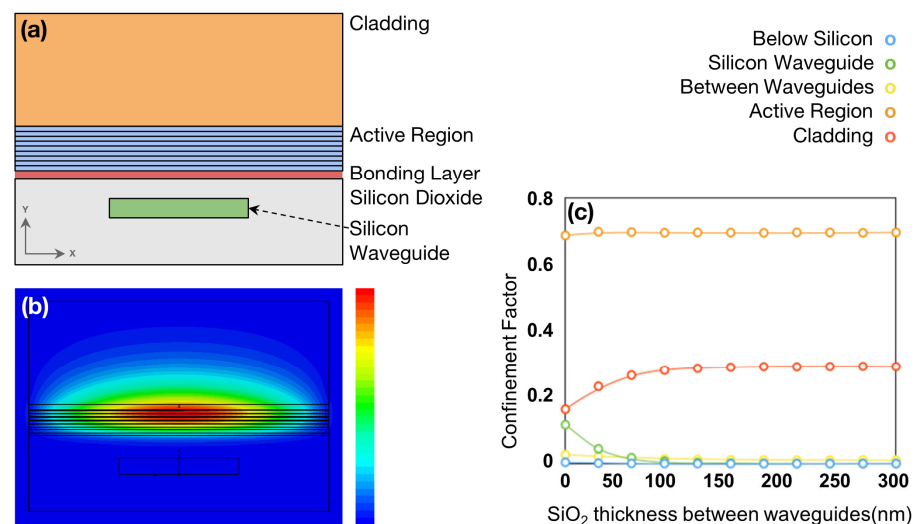 (a)
Cladding
Active Region
Bonding Layer
Silicon Dioxide
Silicon
Waveguide
Y
X
(b)
Below Silicon
Silicon Waveguide
Between Waveguides
Active Region
Cladding
(c)
Confinement Factor
0.8
0.6
0.4
0.2
0
0 50 100 150 200 250 300
SiO₂ thickness between waveguides(nm)